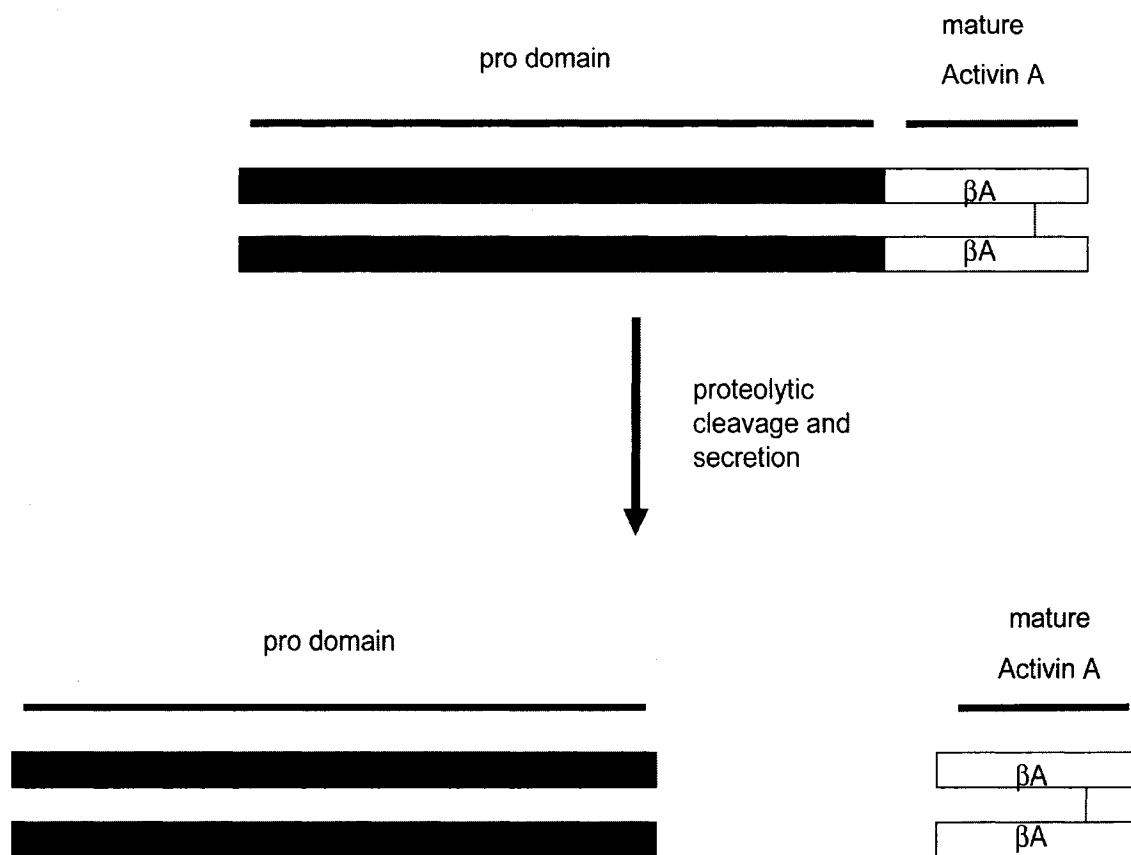 pro domain
mature
Activin A
βA
βA
proteolytic
cleavage and
secretion
pro domain
mature
Activin A
βA
βA